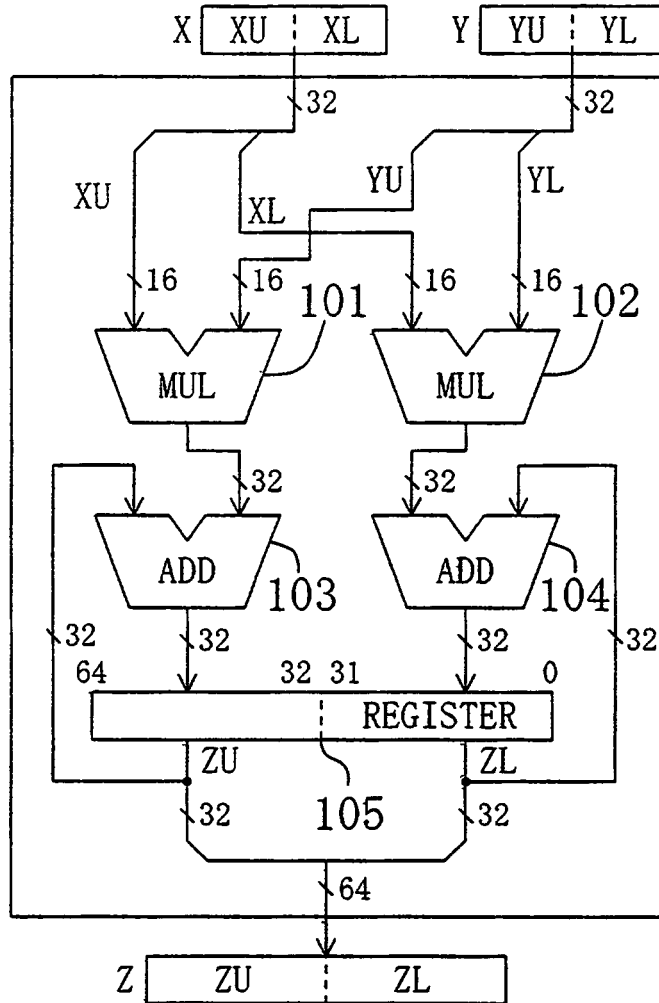 X XU XL Y YU YL
32 32
XU XL YU YL
16 16 16 16
101 102
MUL MUL
32 32
ADD ADD
103 104
32 32 32 32
64 32 31 0
REGISTER
ZU ZL
32 105 32
64
Z ZU ZL